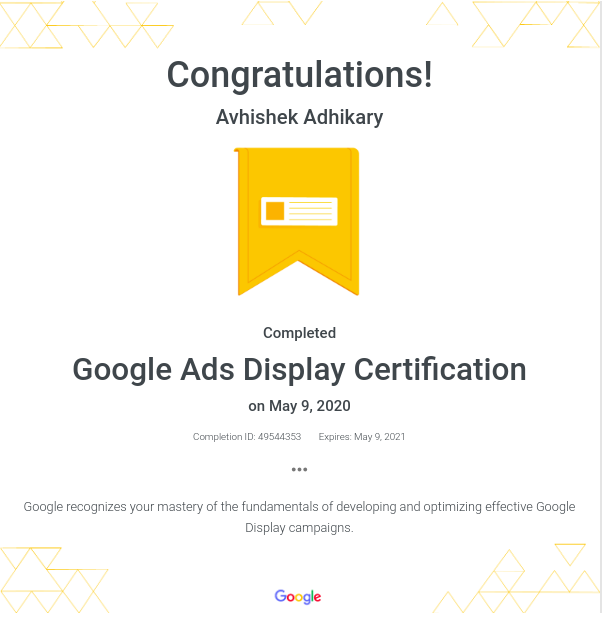 Congratulations!
Avhishek Adhikary
Completed
Google Ads Display Certification
on May 9, 2020
Completion ID: 49544353 Expires: May 9, 2021
•••
Google recognizes your mastery of the fundamentals of developing and optimizing effective Google
Display campaigns.
Google